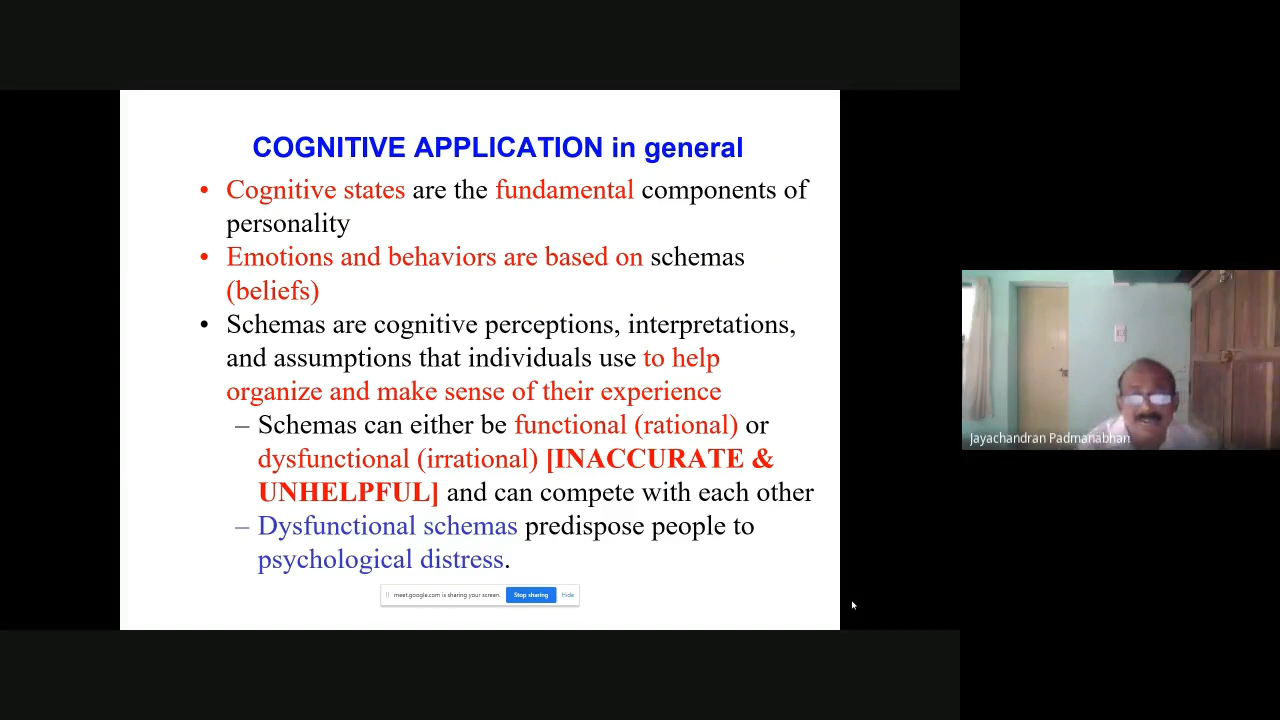 COGNITIVE APPLICATION in general
• Cognitive states are the fundamental components of
personality
• Emotions and behaviors are based on schemas
(beliefs)
• Schemas are cognitive perceptions, interpretations,
and assumptions that individuals use to help
organize and make sense of their experience
– Schemas can either be functional (rational) or
dysfunctional (irrational) [INACCURATE &
UNHELPFUL] and can compete with each other
– Dysfunctional schemas predispose people to
psychological distress.
meet.google.com is sharing your screen. Stop sharing Hide
Jayachandran Padmanabhan